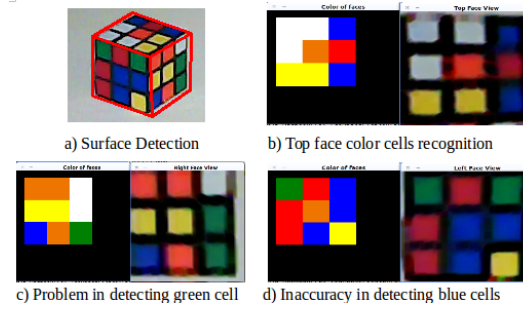 Color of faces
Top Face View
a) Surface Detection
b) Top face color cells recognition
Color of faces
Right Face View
Color of faces
Left Face View
c) Problem in detecting green cell
d) Inaccuracy in detecting blue cells